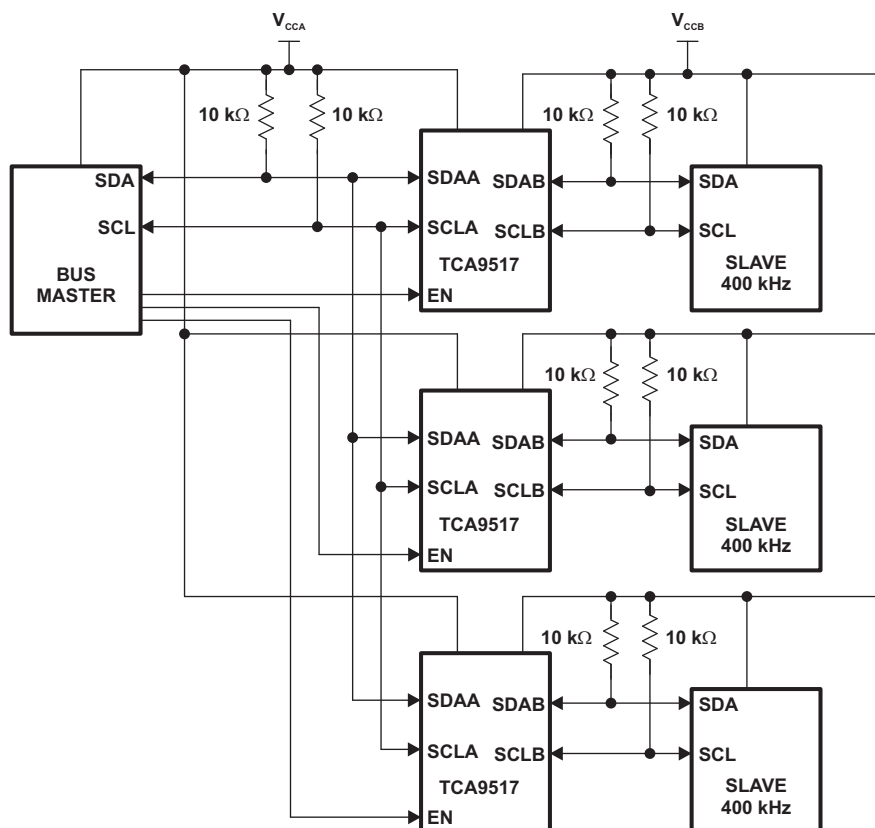 VCCA
VCCB
10 kΩ
10 kΩ
10 kΩ
10 kΩ
SDA
SCL
BUS
MASTER
SDAA
SCLA
TCA9517
EN
SDAB
SCLB
SDA
SCL
SLAVE
400 kHz
10 kΩ
10 kΩ
SDAA
SCLA
TCA9517
EN
SDAB
SCLB
SDA
SCL
SLAVE
400 kHz
10 kΩ
10 kΩ
SDAA
SCLA
TCA9517
EN
SDAB
SCLB
SDA
SCL
SLAVE
400 kHz